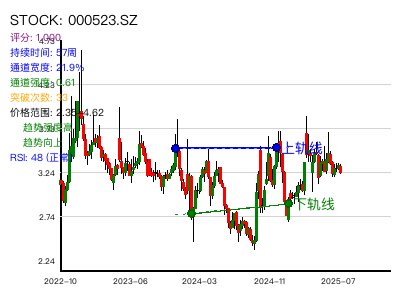 STOCK: 000523.SZ
评分: 1.000
持续时间: 57周
通道宽度: 21.9%
通道强度: 0.61
突破次数: 33
价格范围: 2.35-4.62
趋势强度高
趋势向上
RSI: 48 (正常)
上轨线
下轨线
3.24
2.74
2.24
2022-10
2023-06
2024-03
2024-11
2025-07